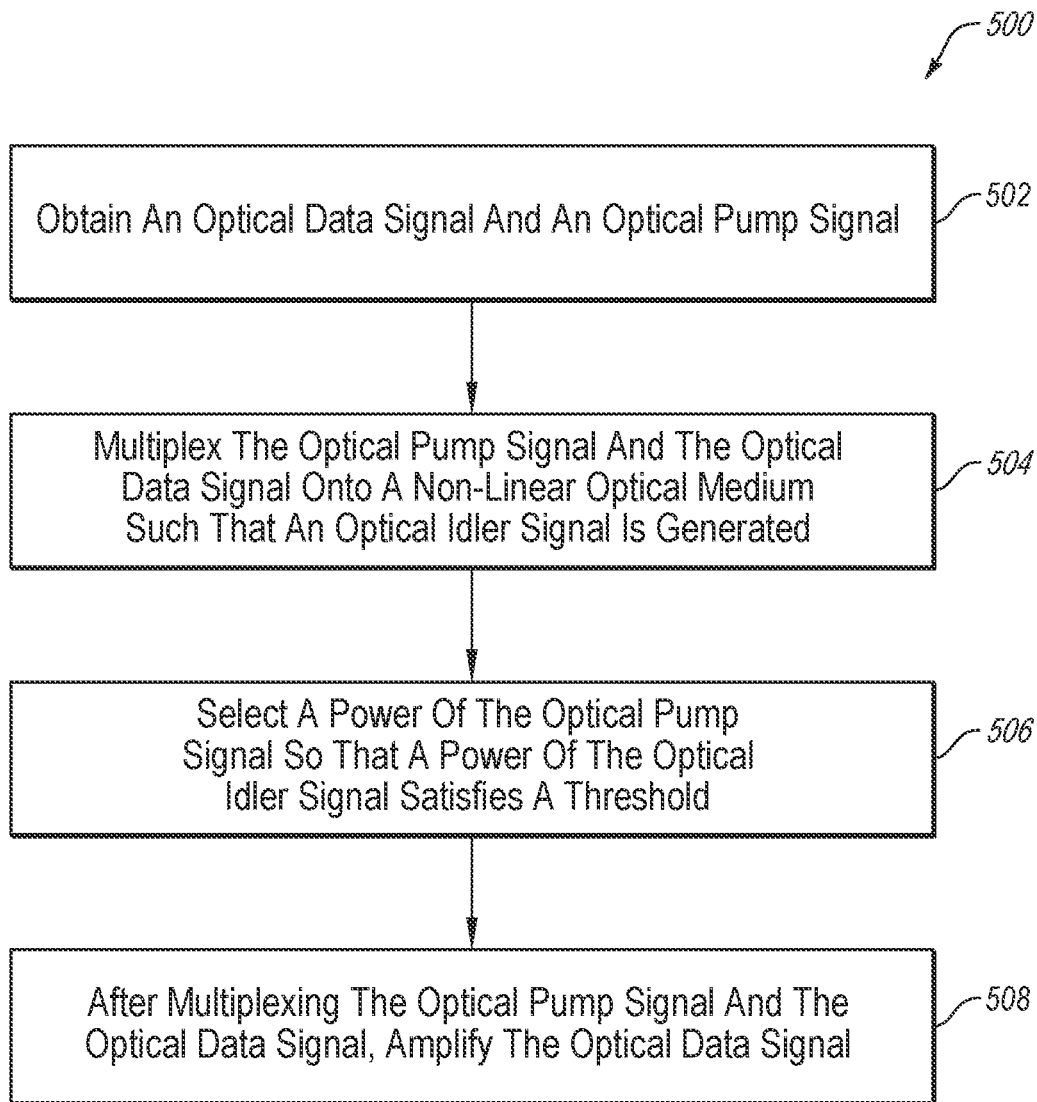 500
Obtain An Optical Data Signal And An Optical Pump Signal
502
Multiplex The Optical Pump Signal And The Optical
Data Signal Onto A Non-Linear Optical Medium
Such That An Optical Idler Signal Is Generated
504
Select A Power Of The Optical Pump
Signal So That A Power Of The Optical
Idler Signal Satisfies A Threshold
506
After Multiplexing The Optical Pump Signal And The
Optical Data Signal, Amplify The Optical Data Signal
508